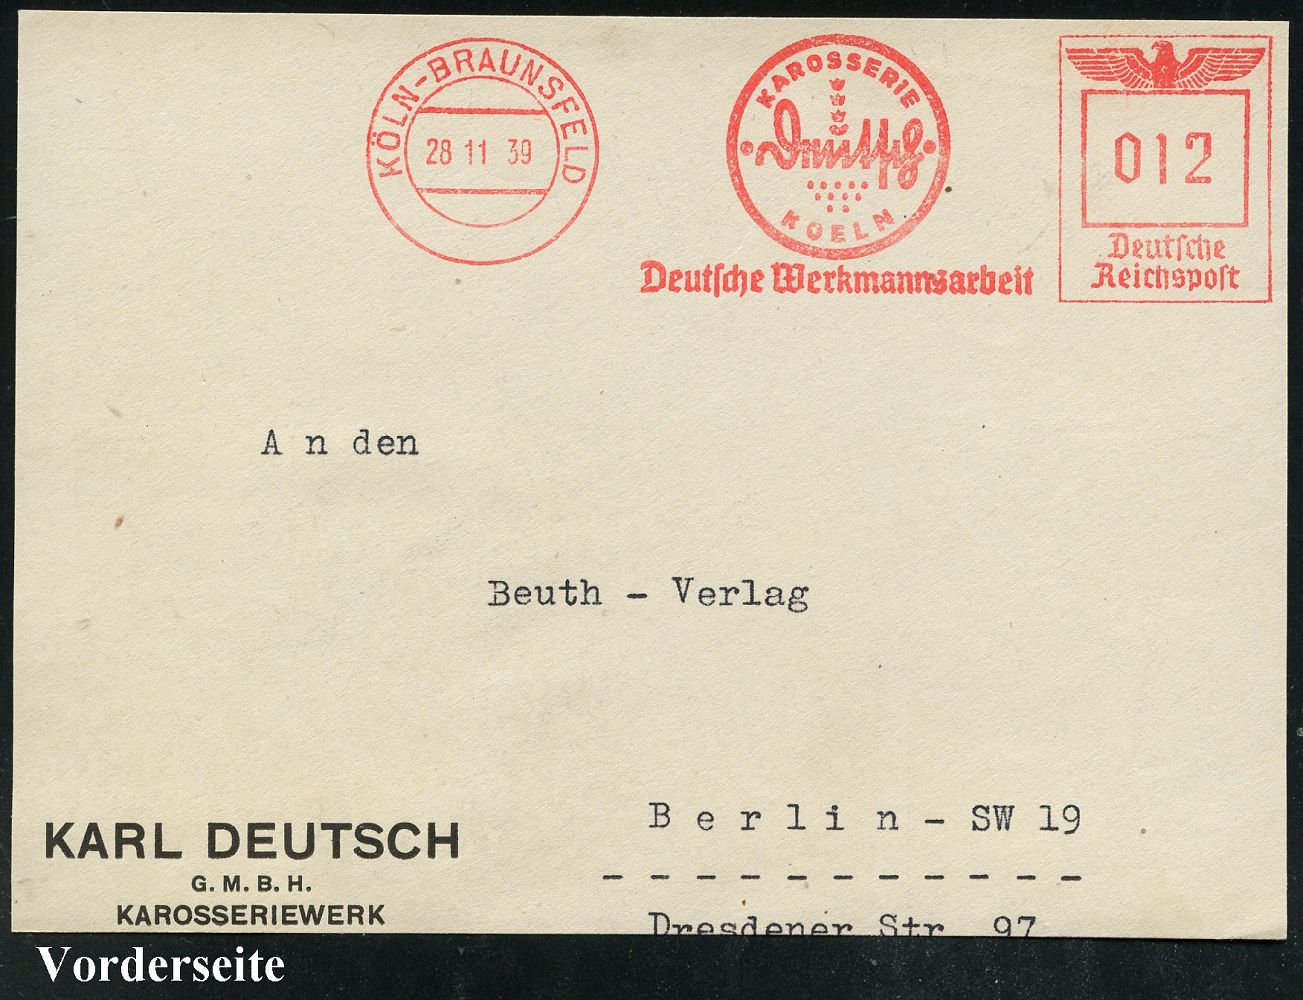 KÖLN-BRAUNSFELD
28 11 39
KAROSSERIE
Deutsch
KOELN
Deutſche Werkmannsarbeit
012
Deutſche
Reichspoſt
A n den
Beuth - Verlag
B e r l i n - SW 19
- - - - - - - - - - -
Dresdener Str 97
KARL DEUTSCH
G. M. B. H.
KAROSSERIEWERK
Vorderseite